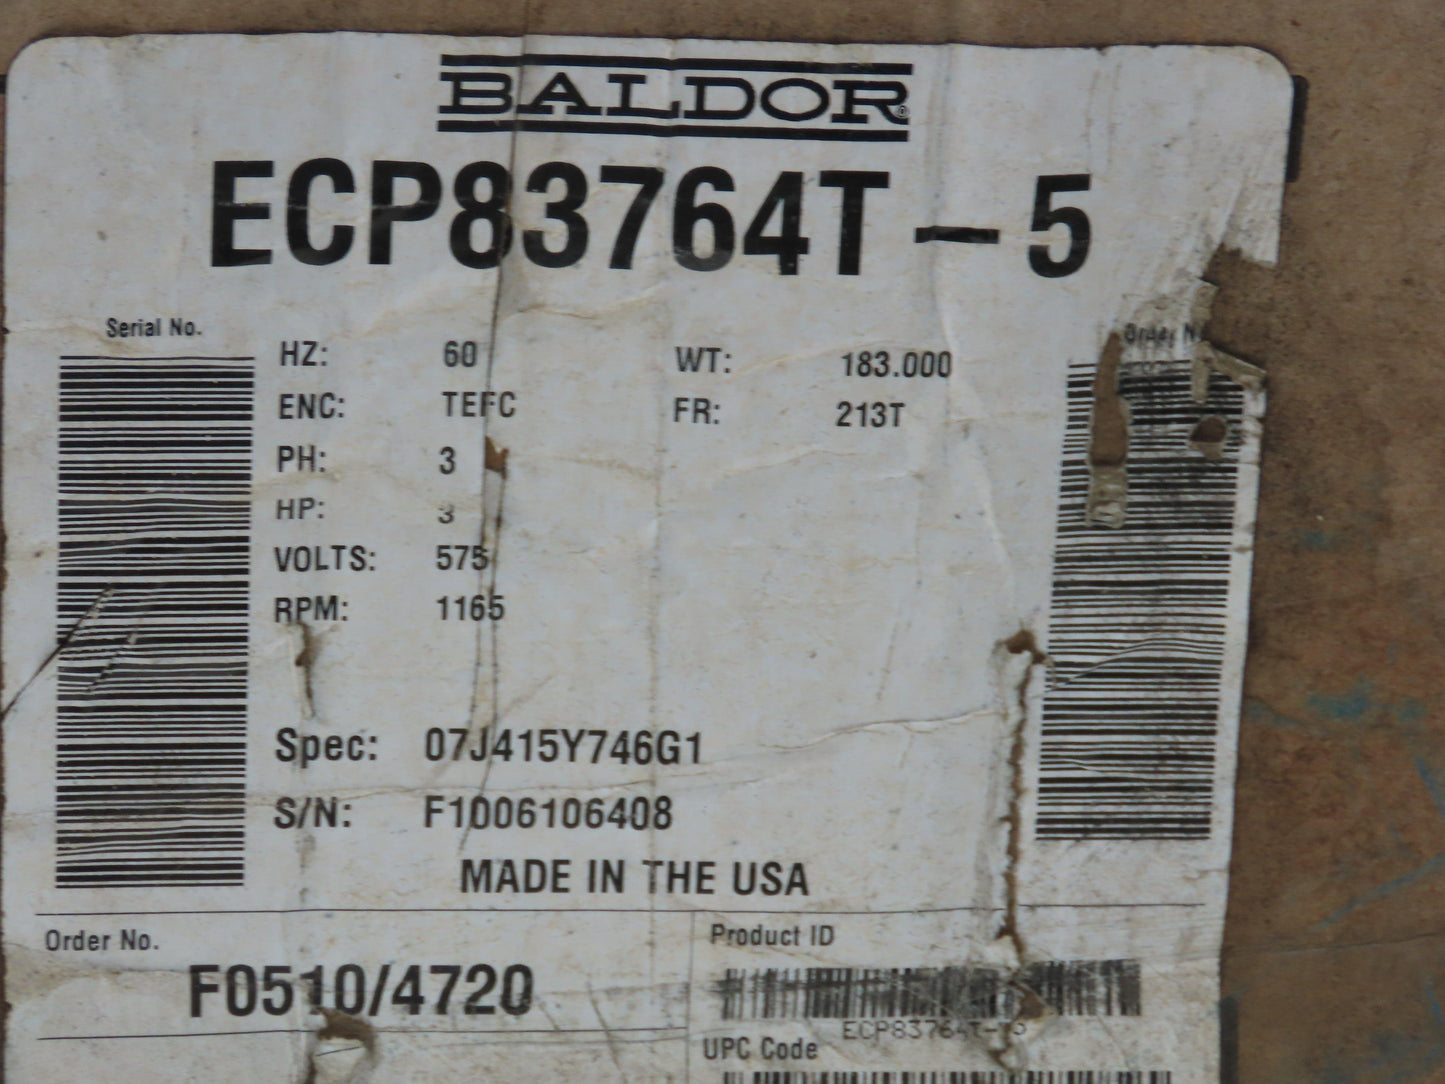 BALDOR
ECP83764T-5
Serial No.
HZ: 60 WT: 183.000
ENC: TEFC FR: 213T
PH: 3
HP: 3
VOLTS: 575
RPM: 1165
Order
Spec: 07J415Y746G1
S/N: F1006106408
MADE IN THE USA
Order No.
F0510/4720
Product ID
UPC Code